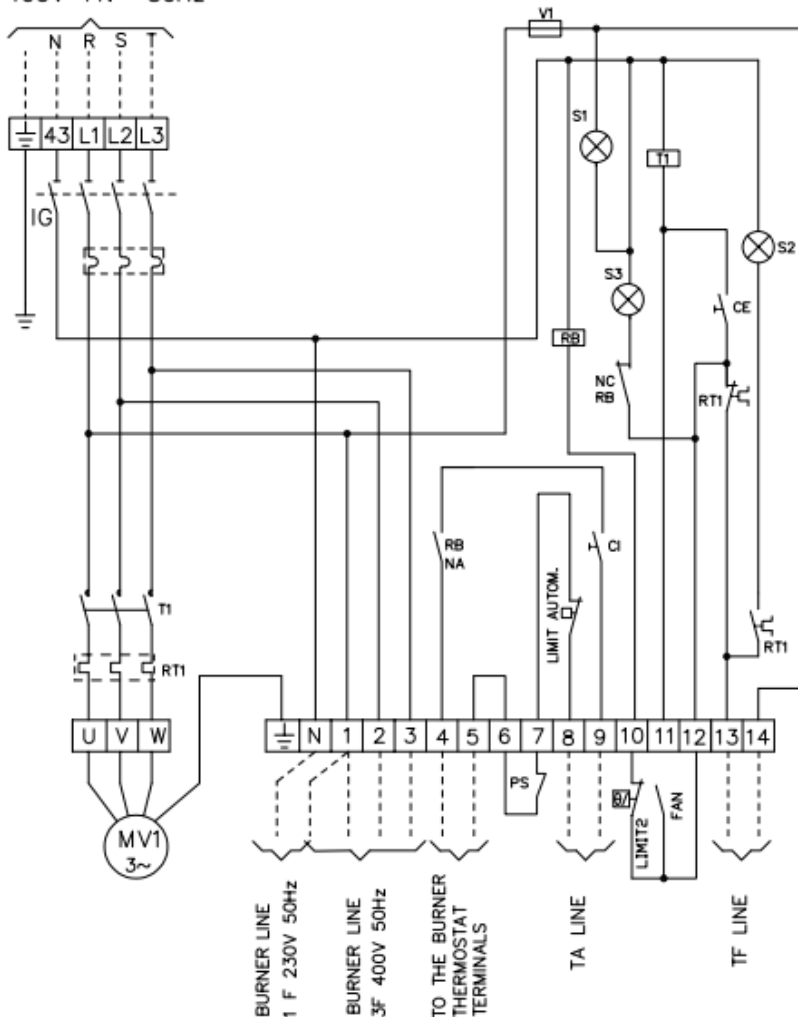 N R S T
V1
43 L1 L2 L3
S1
T1
IG
S2
S3
CE
RB
NC
RB
RT1
RB
NA
CI
LIMIT AUTOM.
T1
RT1
RT1
U V W
N 1 2 3 4 5 6 7 8 9 10 11 12 13 14
PS
LIMIT2
FAN
MV1
3~
BURNER LINE
1 F 230V 50Hz
BURNER LINE
3F 400V 50Hz
TO THE BURNER
THERMOSTAT
TERMINALS
TA LINE
TF LINE